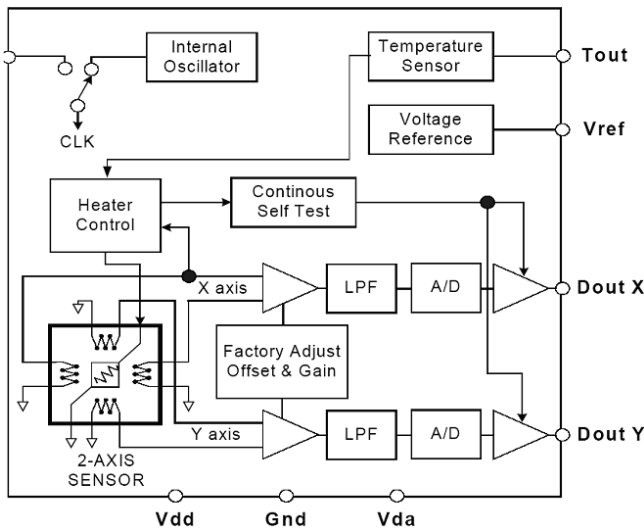 Internal
Oscillator
Temperature
Sensor
Tout
Voltage
Reference
Vref
CLK
Heater
Control
Continous
Self Test
X axis
LPF
A/D
Dout X
Factory Adjust
Offset & Gain
Y axis
LPF
A/D
Dout Y
2-AXIS
SENSOR
Vdd
Gnd
Vda